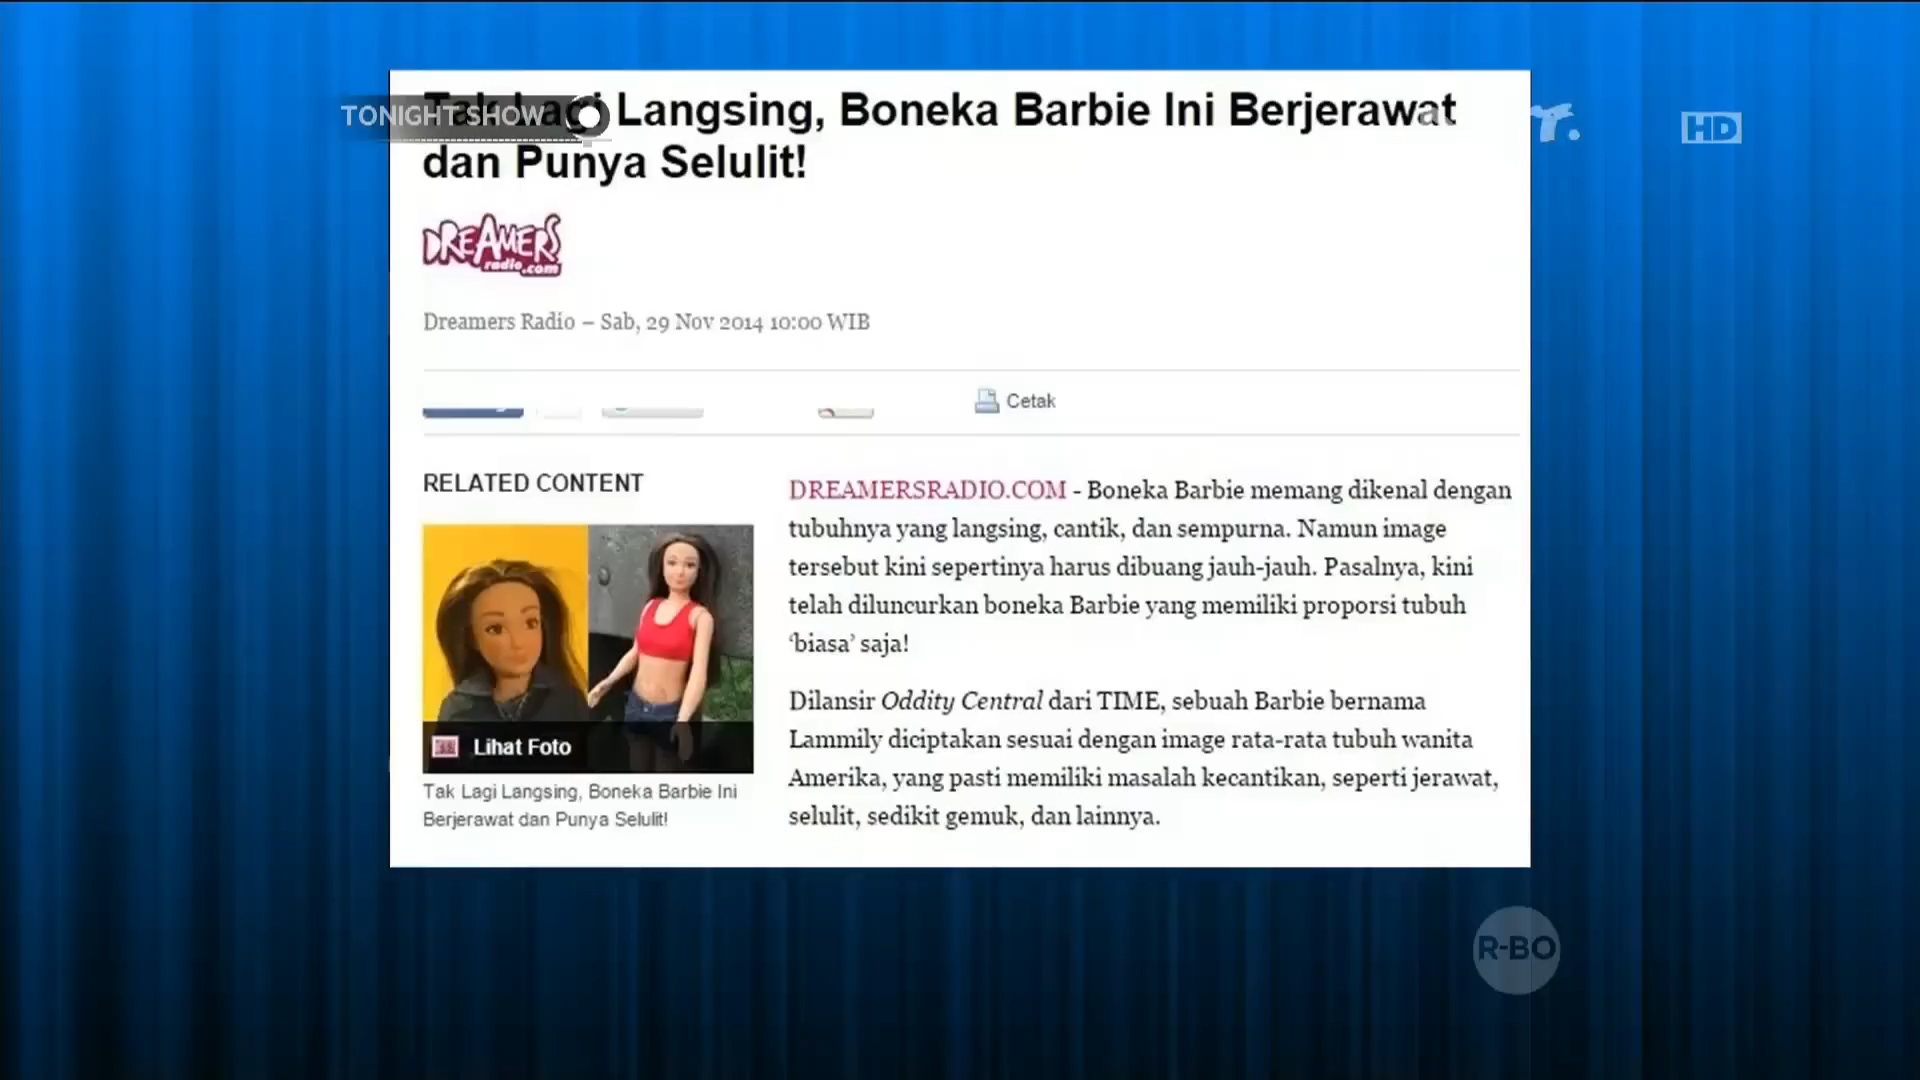 TONIGHT SHOW
Tak Lagi Langsing, Boneka Barbie Ini Berjerawat
dan Punya Selulit!
HD
DREAMERS
radio.com
Dreamers Radio – Sab, 29 Nov 2014 10:00 WIB
Cetak
RELATED CONTENT
Lihat Foto
Tak Lagi Langsing, Boneka Barbie Ini
Berjerawat dan Punya Selulit!
DREAMERSRADIO.COM - Boneka Barbie memang dikenal dengan
tubuhnya yang langsing, cantik, dan sempurna. Namun image
tersebut kini sepertinya harus dibuang jauh-jauh. Pasalnya, kini
telah diluncurkan boneka Barbie yang memiliki proporsi tubuh
‘biasa’ saja!
Dilansir Oddity Central dari TIME, sebuah Barbie bernama
Lammily diciptakan sesuai dengan image rata-rata tubuh wanita
Amerika, yang pasti memiliki masalah kecantikan, seperti jerawat,
selulit, sedikit gemuk, dan lainnya.
R-BO